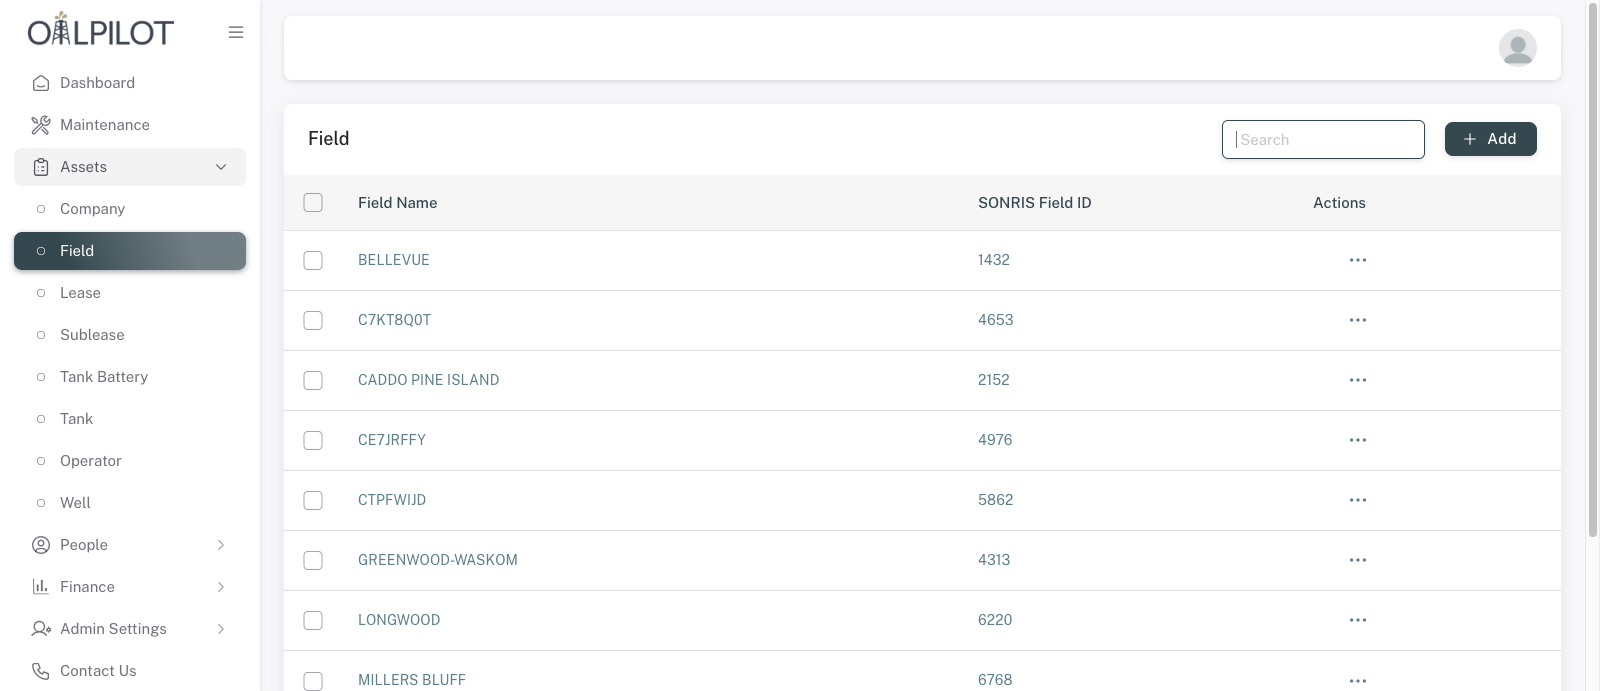 OILPILOT
Dashboard
Maintenance
Assets
Company
Field
Lease
Sublease
Tank Battery
Tank
Operator
Well
People
Finance
Admin Settings
Contact Us
Field
Search
Add
Field Name SONRIS Field ID Actions
BELLEVUE 1432
C7KT8Q0T 4653
CADDO PINE ISLAND 2152
CE7JRFFY 4976
CTPFWIJD 5862
GREENWOOD-WASKOM 4313
LONGWOOD 6220
MILLERS BLUFF 6768